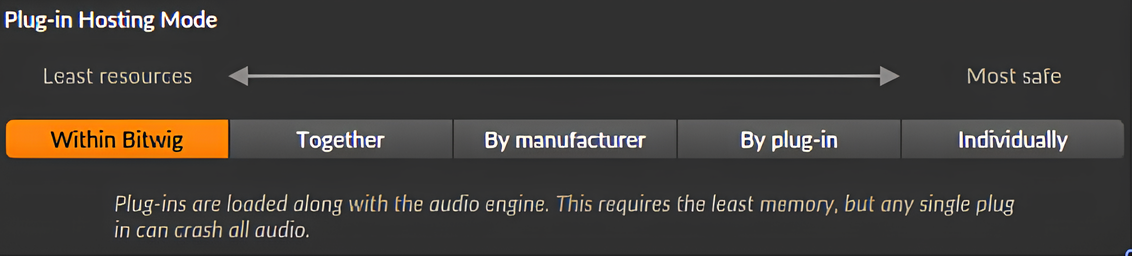 Plug-in Hosting Mode
Least resources Most safe
Within Bitwig Together By manufacturer By plug-in Individually
Plug-ins are loaded along with the audio engine. This requires the least memory, but any single plug
in can crash all audio.